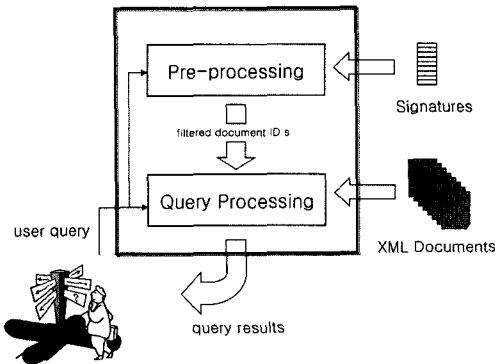 Pre-processing
Signatures
filtered document ID s
Query Processing
user query
XML Documents
?
query results